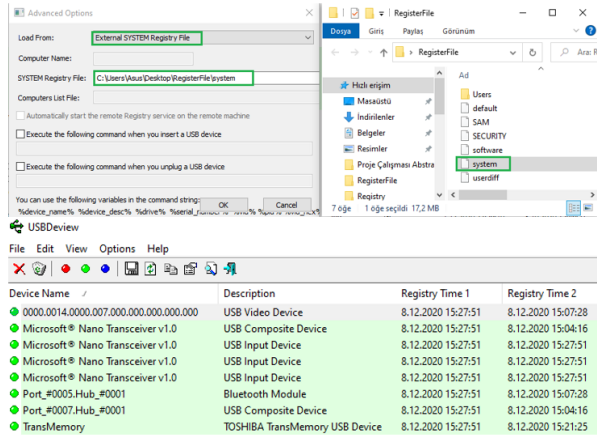 Advanced Options
Load From: External SYSTEM Registry File
Computer Name:
SYSTEM Registry File: C:\Users\Asus\Desktop\RegisterFile\system
Computers List File:
Automatically start the remote Registry service on the remote machine
Execute the following command when you insert a USB device
Execute the following command when you unplug a USB device
You can use the following variables in the command string:
%device_name% %device_desc% %drive%
OK Cancel
RegisterFile
Dosya Giriş Paylaş Görünüm
RegisterFile
Ara: R
Hızlı erişim
Masaüstü
İndirilenler
Belgeler
Resimler
Proje Çalışması Abstra
RegisterFile
Registry
Ad
Users
default
SAM
SECURITY
software
system
userdiff
7 öğe 1 öğe seçildi 17,2 MB
USBDeview
File Edit View Options Help
Device Name / Description Registry Time 1 Registry Time 2
0000.0014.0000.007.000.000.000.000.000 USB Video Device 8.12.2020 15:27:51 8.12.2020 15:07:28
Microsoft® Nano Transceiver v1.0 USB Composite Device 8.12.2020 15:27:51 8.12.2020 15:04:16
Microsoft® Nano Transceiver v1.0 USB Input Device 8.12.2020 15:27:51 8.12.2020 15:27:51
Microsoft® Nano Transceiver v1.0 USB Input Device 8.12.2020 15:27:51 8.12.2020 15:27:51
Microsoft® Nano Transceiver v1.0 USB Input Device 8.12.2020 15:27:51 8.12.2020 15:27:51
Port_#0005.Hub_#0001 Bluetooth Module 8.12.2020 15:27:51 8.12.2020 15:07:28
Port_#0007.Hub_#0001 USB Composite Device 8.12.2020 15:27:51 8.12.2020 15:04:16
TransMemory TOSHIBA TransMemory USB Device 8.12.2020 15:27:51 8.12.2020 15:21:25